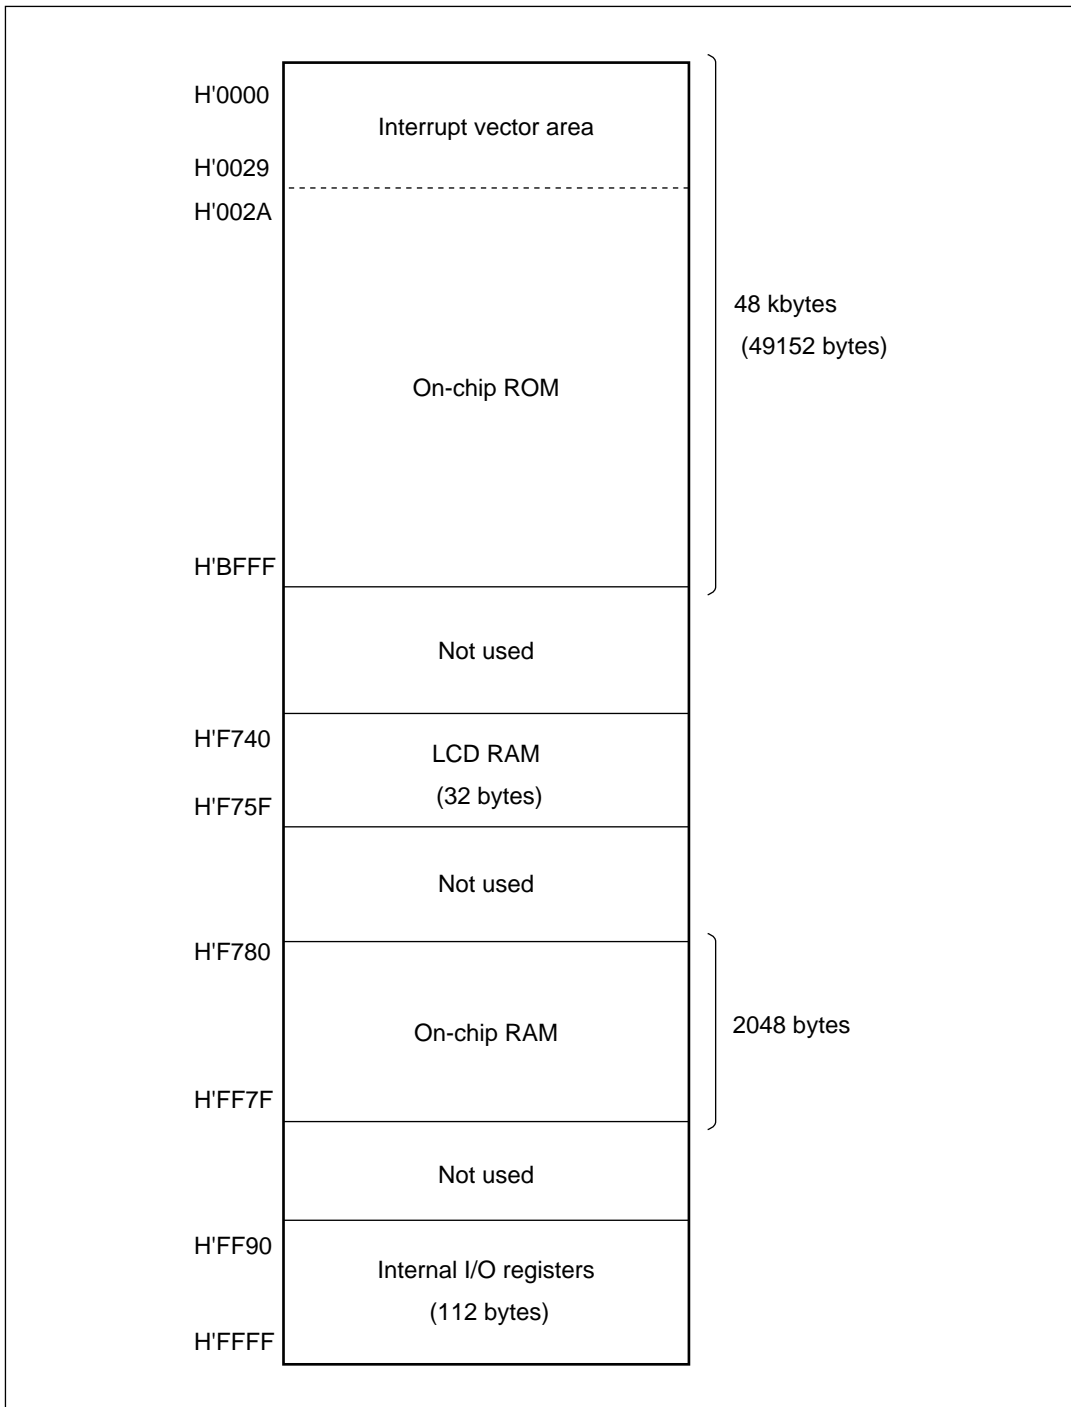 H'0000
Interrupt vector area
H'0029
H'002A
48 kbytes
(49152 bytes)
On-chip ROM
H'BFFF
Not used
H'F740
LCD RAM
(32 bytes)
H'F75F
Not used
H'F780
On-chip RAM
2048 bytes
H'FF7F
Not used
H'FF90
Internal I/O registers
(112 bytes)
H'FFFF